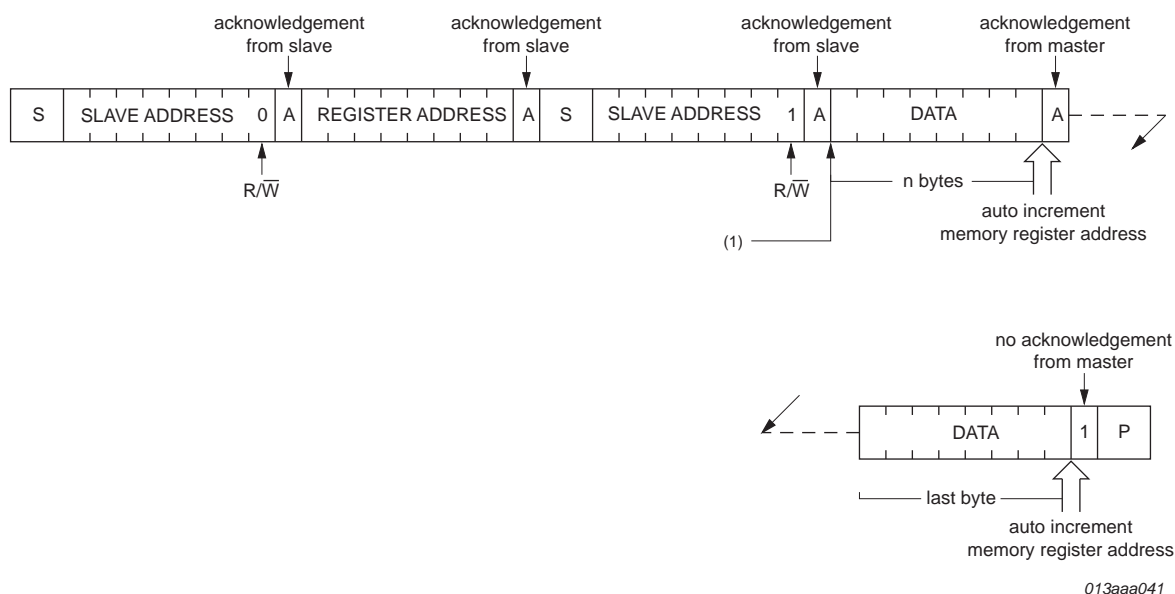 acknowledgement
from slave
acknowledgement
from slave
acknowledgement
from slave
acknowledgement
from master
S SLAVE ADDRESS 0 A REGISTER ADDRESS A S SLAVE ADDRESS 1 A DATA A
R/W̅
R/W̅
n bytes
auto increment
memory register address
(1)
no acknowledgement
from master
DATA 1 P
last byte
auto increment
memory register address
013aaa041